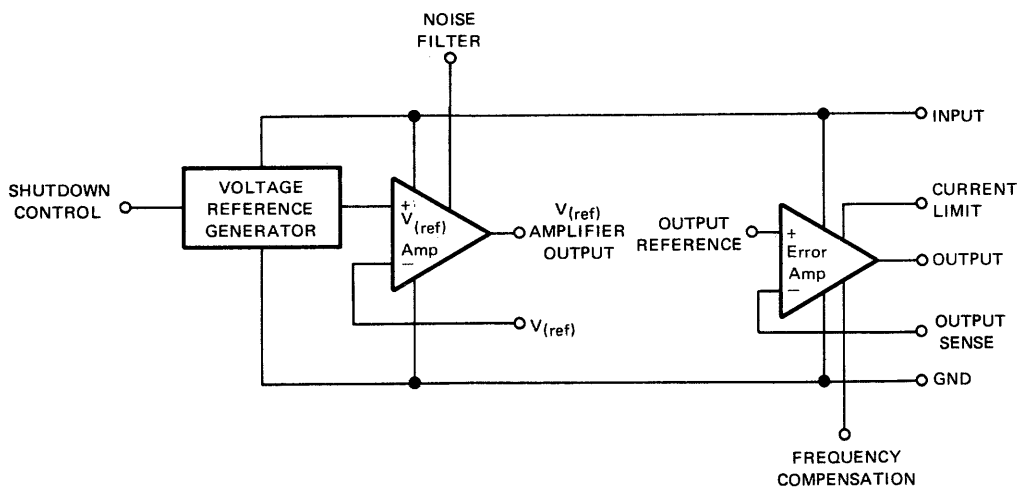 NOISE
FILTER
INPUT
SHUTDOWN
CONTROL
VOLTAGE
REFERENCE
GENERATOR
+
V(ref)
Amp
−
V(ref)
AMPLIFIER
OUTPUT
V(ref)
OUTPUT
REFERENCE
+
Error
Amp
−
CURRENT
LIMIT
OUTPUT
OUTPUT
SENSE
GND
FREQUENCY
COMPENSATION